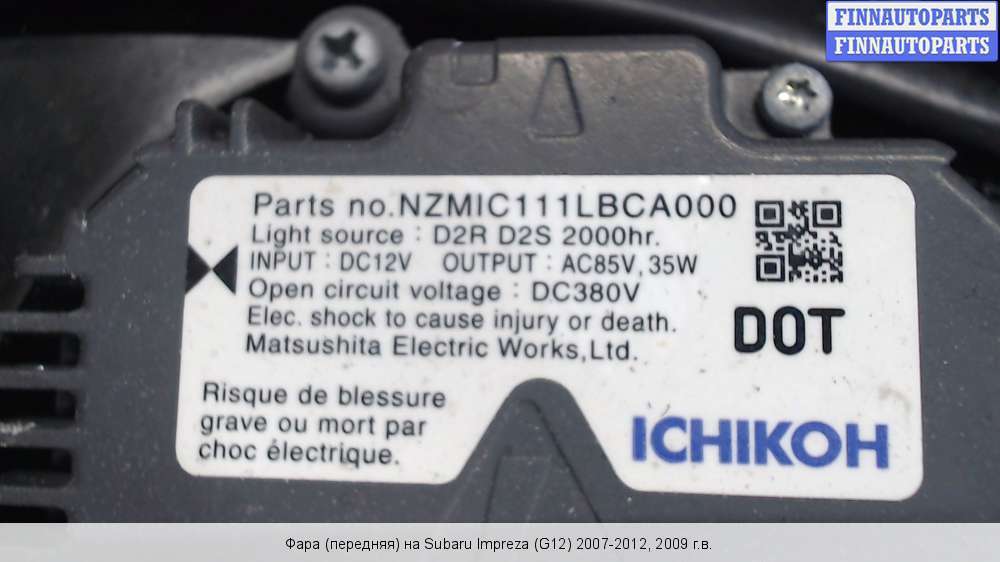 FINNAUTOPARTS
FINNAUTOPARTS
Parts no.NZMIC111LBCA000
Light source : D2R D2S 2000hr.
INPUT : DC12V OUTPUT : AC85V, 35W
Open circuit voltage : DC380V
Elec. shock to cause injury or death.
Matsushita Electric Works,Ltd.
DOT
Risque de blessure
grave ou mort par
choc électrique.
ICHIKOH
Фара (передняя) на Subaru Impreza (G12) 2007-2012, 2009 г.в.